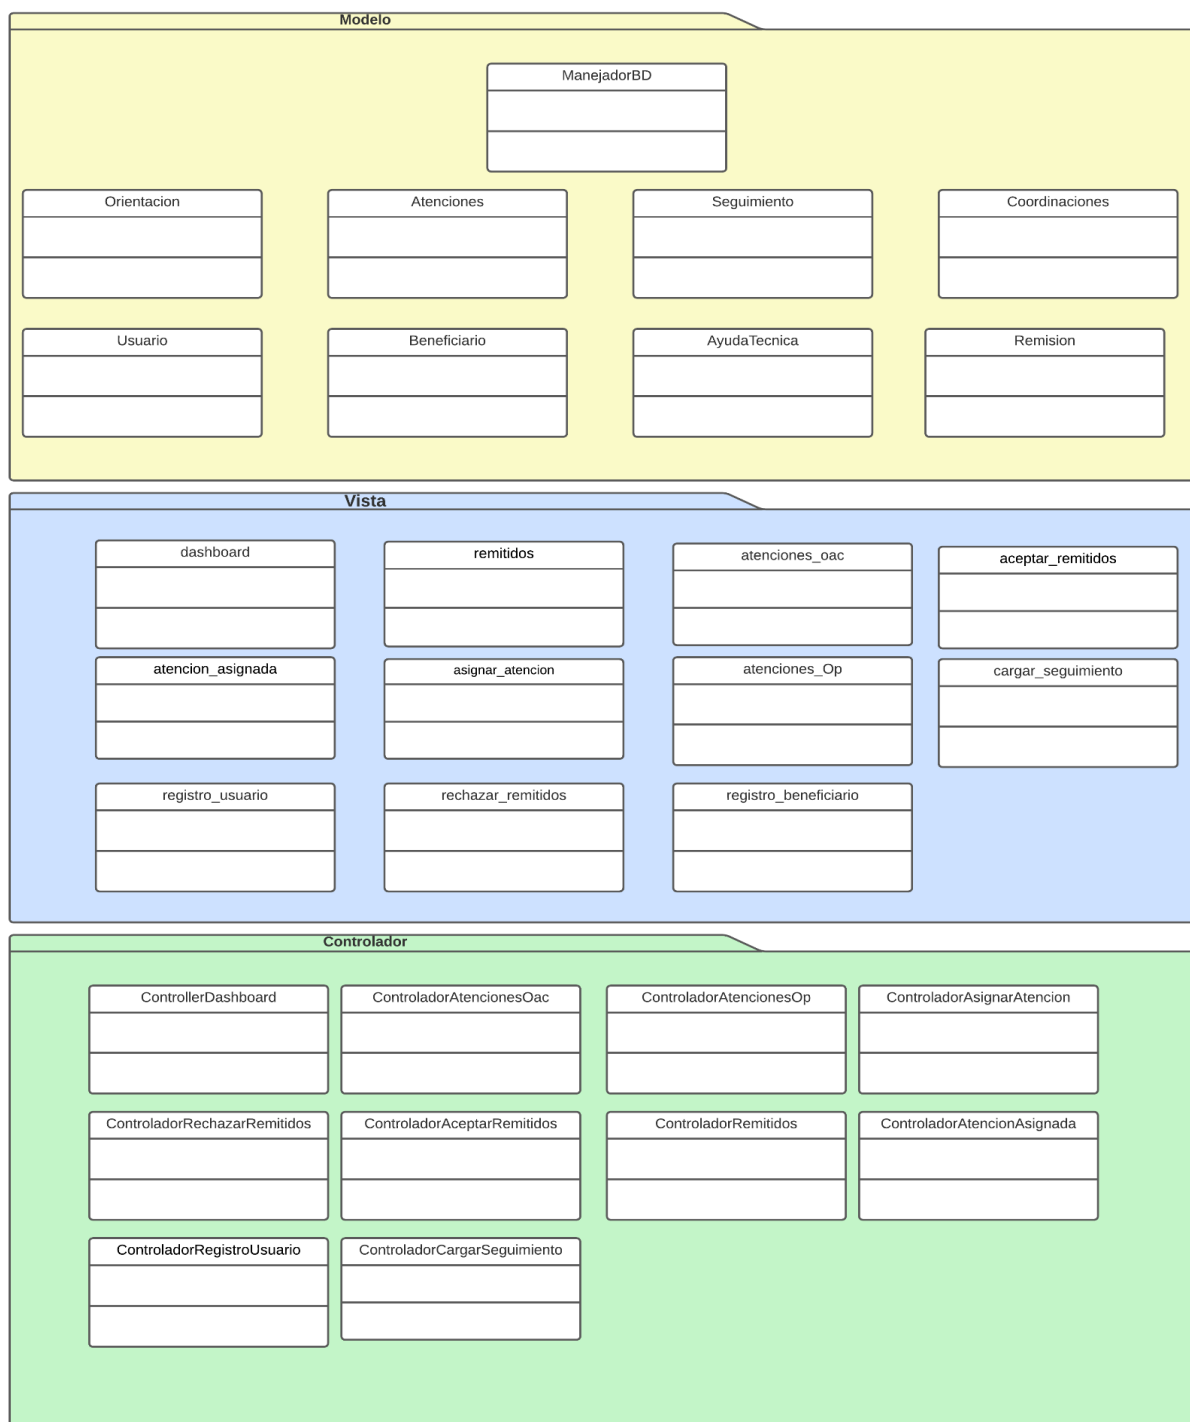 Modelo
ManejadorBD
Orientacion
Atenciones
Seguimiento
Coordinaciones
Usuario
Beneficiario
AyudaTecnica
Remision
Vista
dashboard
remitidos
atenciones_oac
aceptar_remitidos
atencion_asignada
asignar_atencion
atenciones_Op
cargar_seguimiento
registro_usuario
rechazar_remitidos
registro_beneficiario
Controlador
ControllerDashboard
ControladorAtencionesOac
ControladorAtencionesOp
ControladorAsignarAtencion
ControladorRechazarRemitidos
ControladorAceptarRemitidos
ControladorRemitidos
ControladorAtencionAsignada
ControladorRegistroUsuario
ControladorCargarSeguimiento